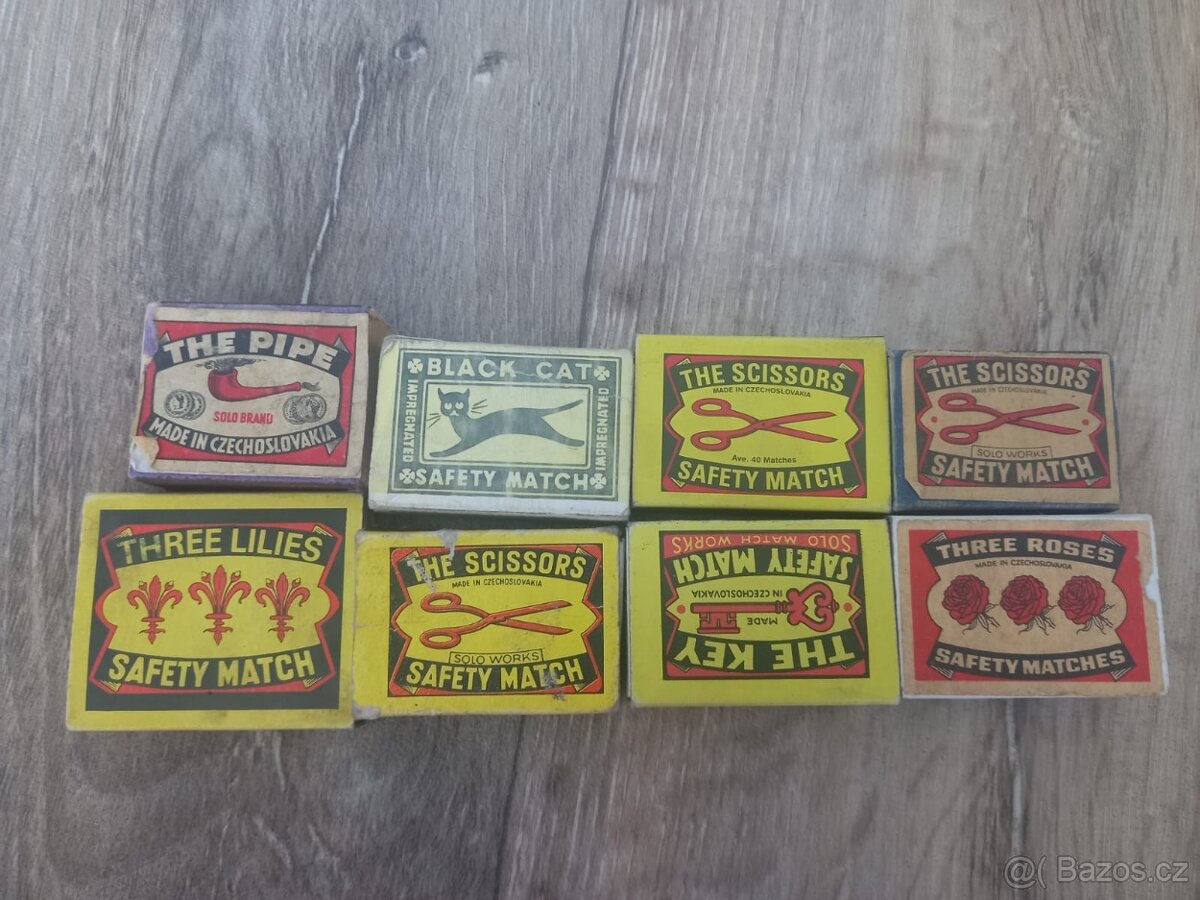 THE PIPE
SOLO BRAND
MADE IN CZECHOSLOVAKIA
BLACK CAT
IMPREGNATED
IMPREGNATED
SAFETY MATCH
THE SCISSORS
MADE IN CZECHOSLOVAKIA
Ave. 40 Matches
SAFETY MATCH
THE SCISSORS
MADE IN CZECHOSLOVAKIA
SOLO WORKS
SAFETY MATCH
THREE LILIES
SAFETY MATCH
THE SCISSORS
MADE IN CZECHOSLOVAKIA
SOLO WORKS
SAFETY MATCH
THE KEY
MADE
IN CZECHOSLOVAKIA
SAFETY MATCH
SOLO MATCH WORKS
THREE ROSES
SAFETY MATCHES
@( Bazos.cz